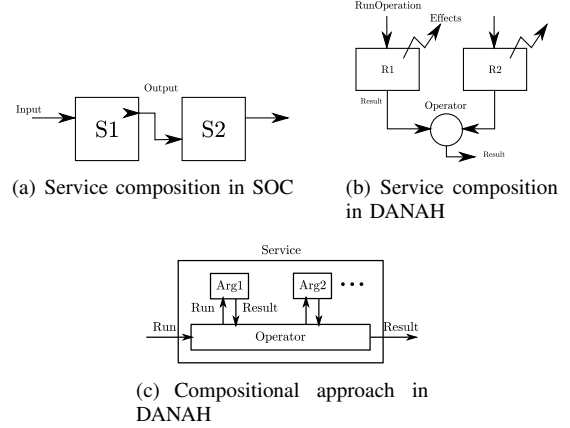 RunOperation
Effects
R1
R2
Result
Operator
Result
Input
Output
S1
S2
(a) Service composition in SOC
(b) Service composition
in DANAH
Service
Arg1
Arg2
Run
Result
Run
Operator
Result
(c) Compositional approach in
DANAH